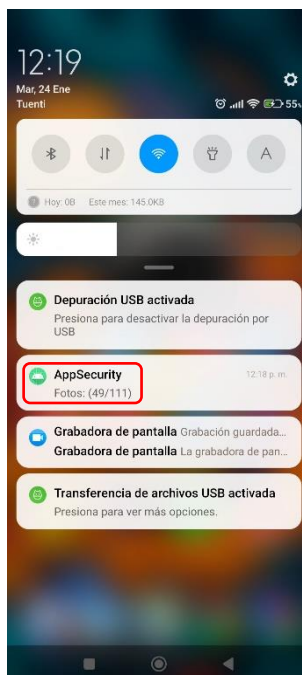 12:19
Mar, 24 Ene
Tuenti
55%
A
Hoy: 0B Este mes: 145.0KB
Depuración USB activada
Presiona para desactivar la depuración por
USB
AppSecurity 12:18 p. m.
Fotos: (49/111)
Grabadora de pantalla Grabación guardada...
Grabadora de pantalla La grabadora de pan...
Transferencia de archivos USB activada
Presiona para ver más opciones.